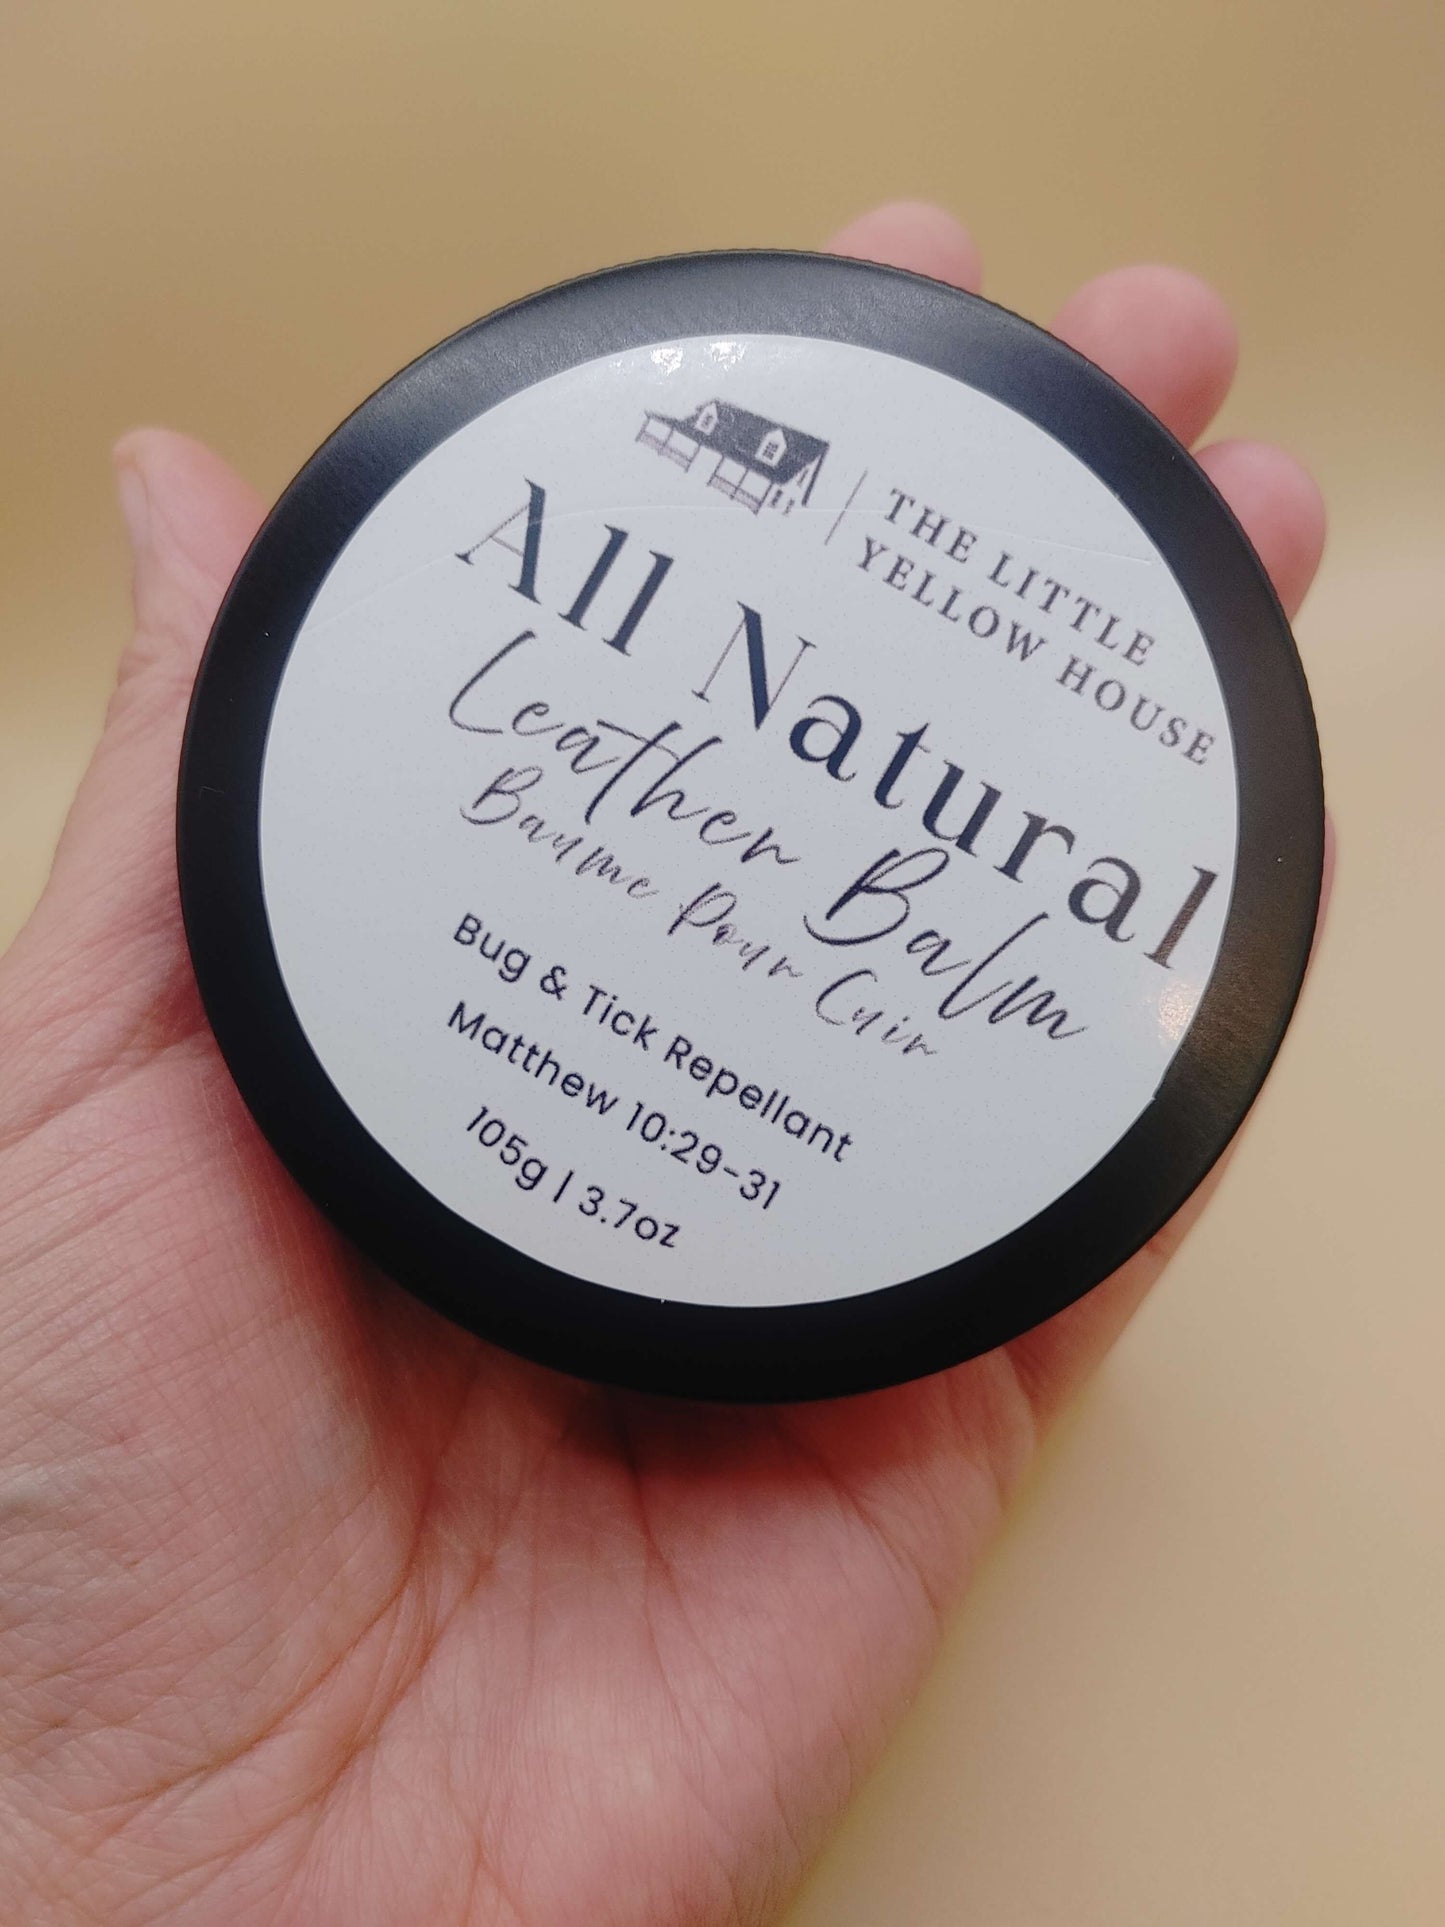 THE LITTLE
YELLOW HOUSE
All Natural
Leather Balm
Baume Pour Cuir
Bug & Tick Repellant
Matthew 10:29-31
105g | 3.7oz